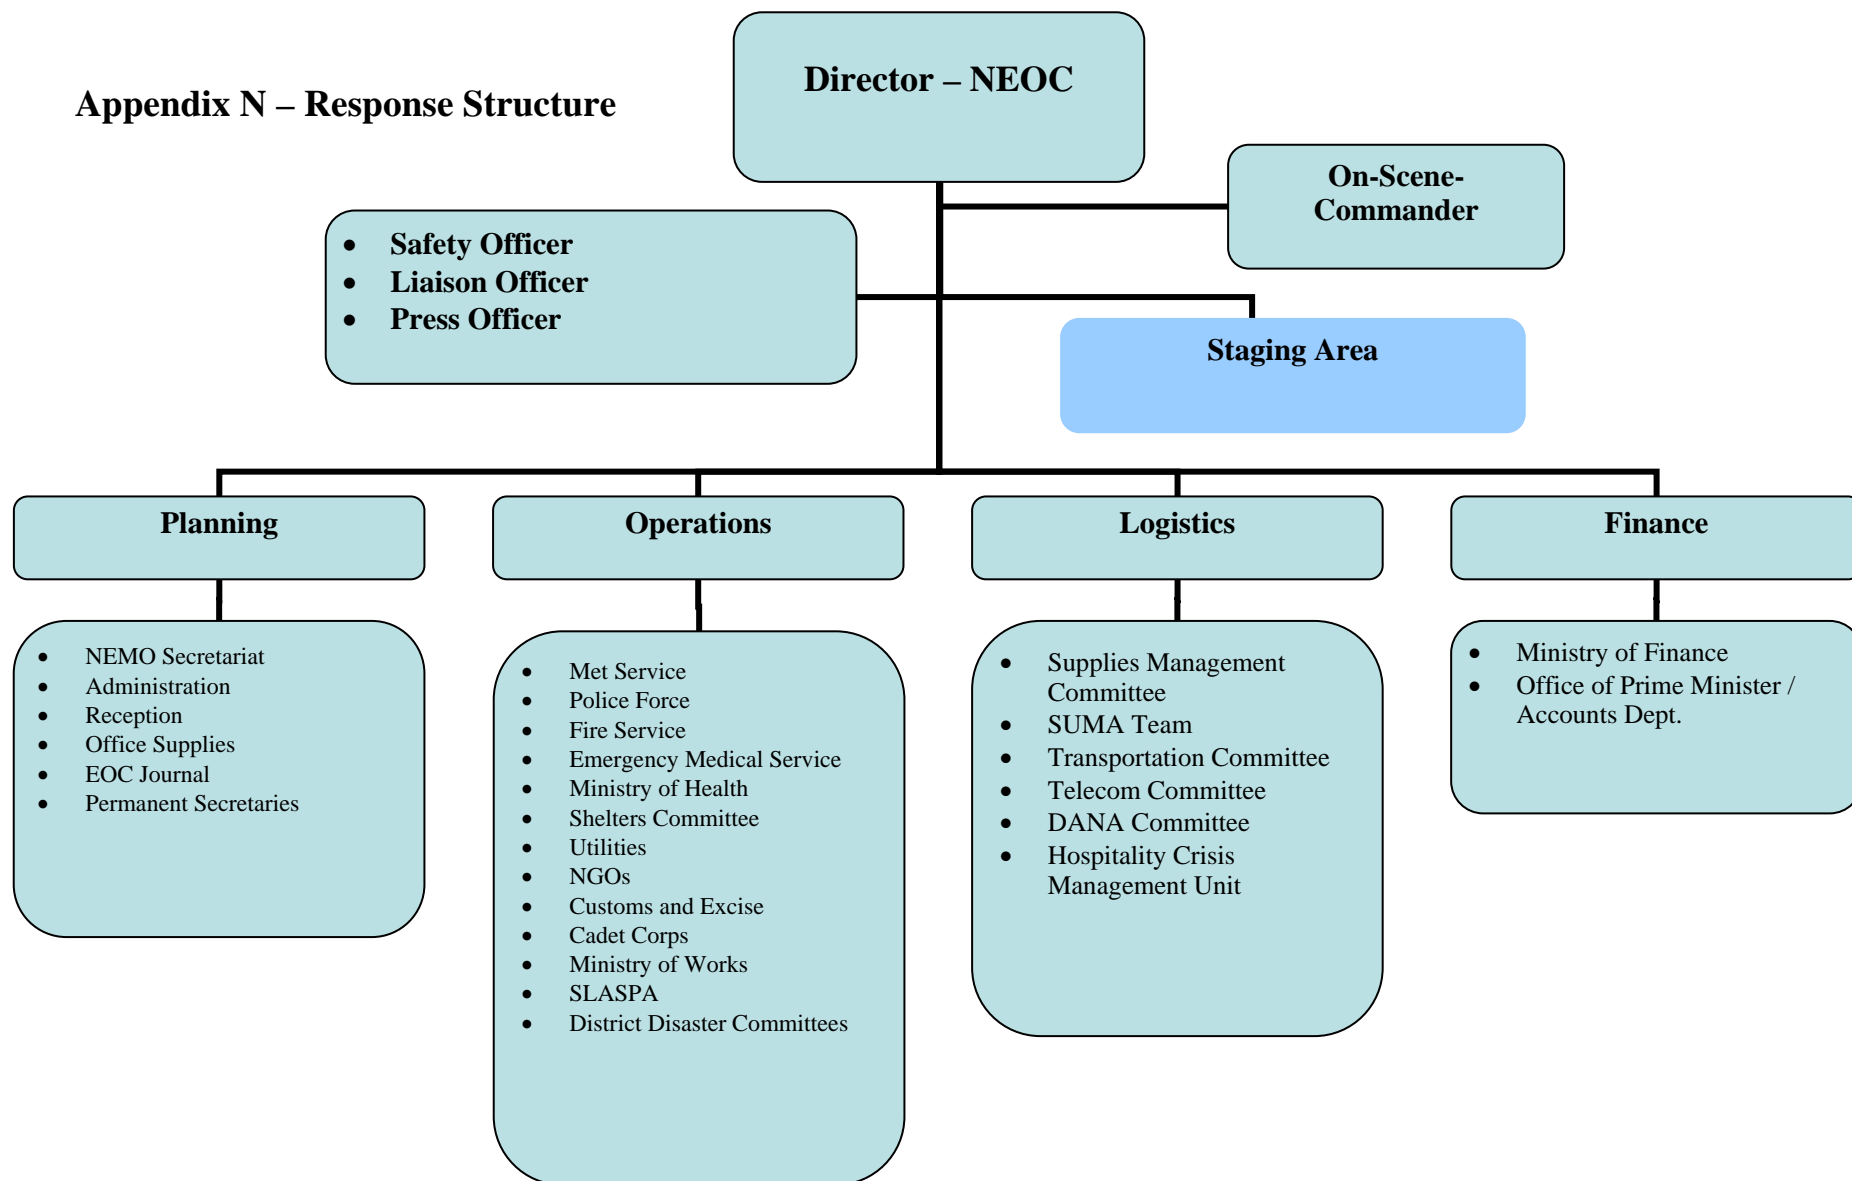 Director – NEOC
Appendix N – Response Structure
On-Scene-
Commander
• Safety Officer
• Liaison Officer
• Press Officer
Staging Area
Planning
Operations
Logistics
Finance
• NEMO Secretariat
• Administration
• Reception
• Office Supplies
• EOC Journal
• Permanent Secretaries
• Met Service
• Police Force
• Fire Service
• Emergency Medical Service
• Ministry of Health
• Shelters Committee
• Utilities
• NGOs
• Customs and Excise
• Cadet Corps
• Ministry of Works
• SLASPA
• District Disaster Committees
• Supplies Management
Committee
• SUMA Team
• Transportation Committee
• Telecom Committee
• DANA Committee
• Hospitality Crisis
Management Unit
• Ministry of Finance
• Office of Prime Minister /
Accounts Dept.